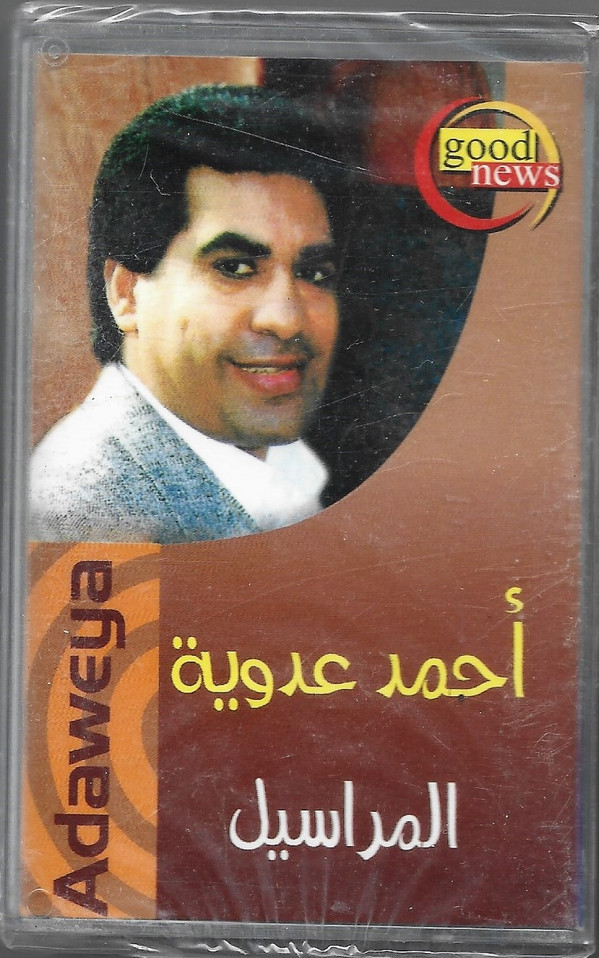 good
news
أحمد عدوية
المراسيل
Adaweya